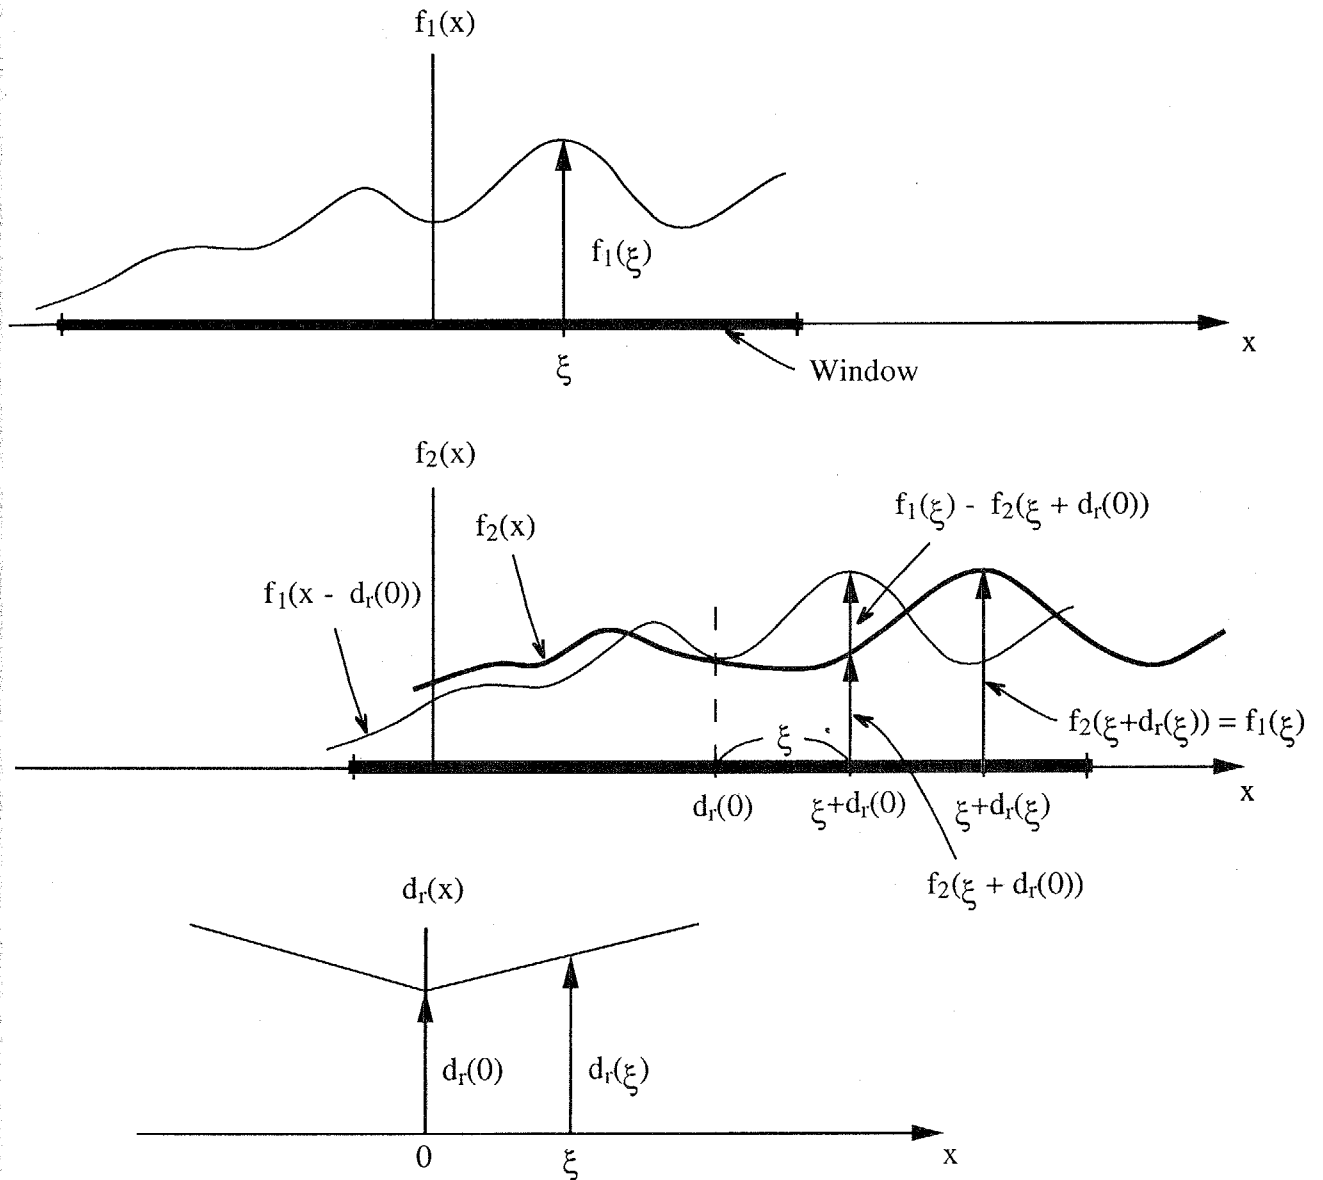 f₁(x)
f₁(ξ)
x
ξ
Window
f₂(x)
f₁(ξ) - f₂(ξ + dᵣ(0))
f₂(x)
f₁(x - dᵣ(0))
f₂(ξ+dᵣ(ξ)) = f₁(ξ)
ξ
x
dᵣ(0) ξ+dᵣ(0) ξ+dᵣ(ξ)
f₂(ξ + dᵣ(0))
dᵣ(x)
dᵣ(0) dᵣ(ξ)
0 ξ x